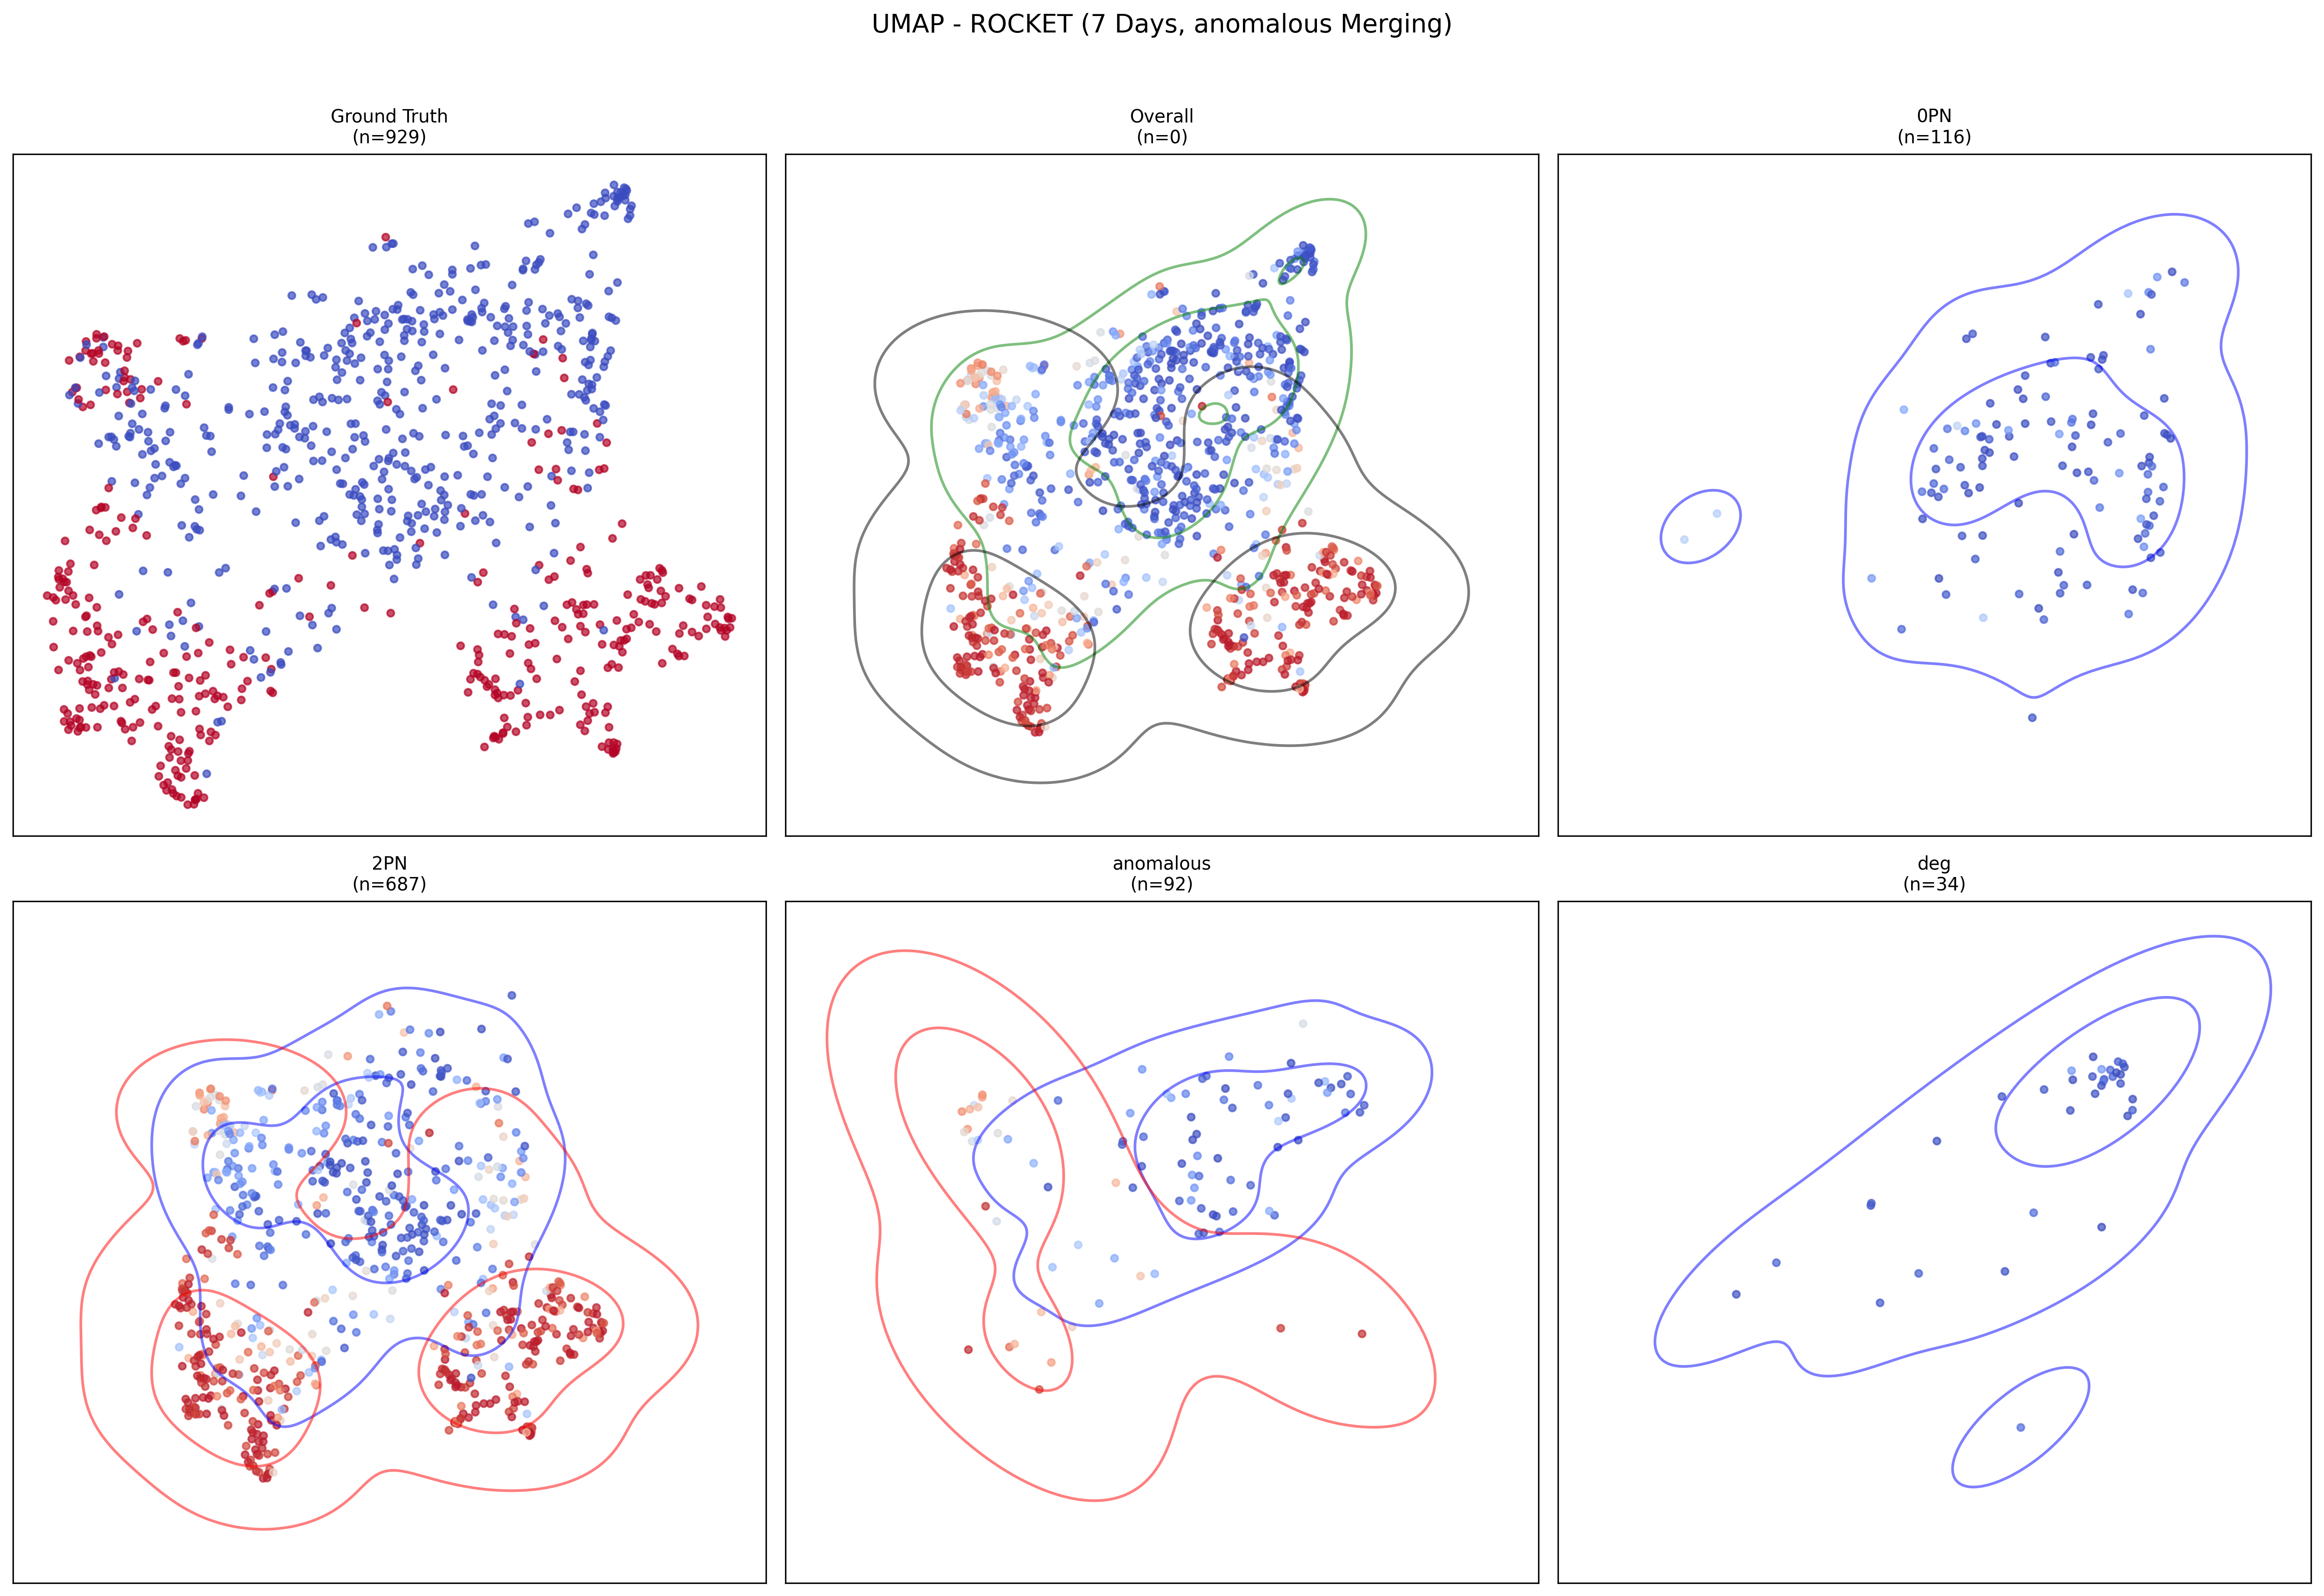 UMAP - ROCKET (7 Days, anomalous Merging)
Ground Truth
(n=929)
Overall
(n=0)
0PN
(n=116)
2PN
(n=687)
anomalous
(n=92)
deg
(n=34)